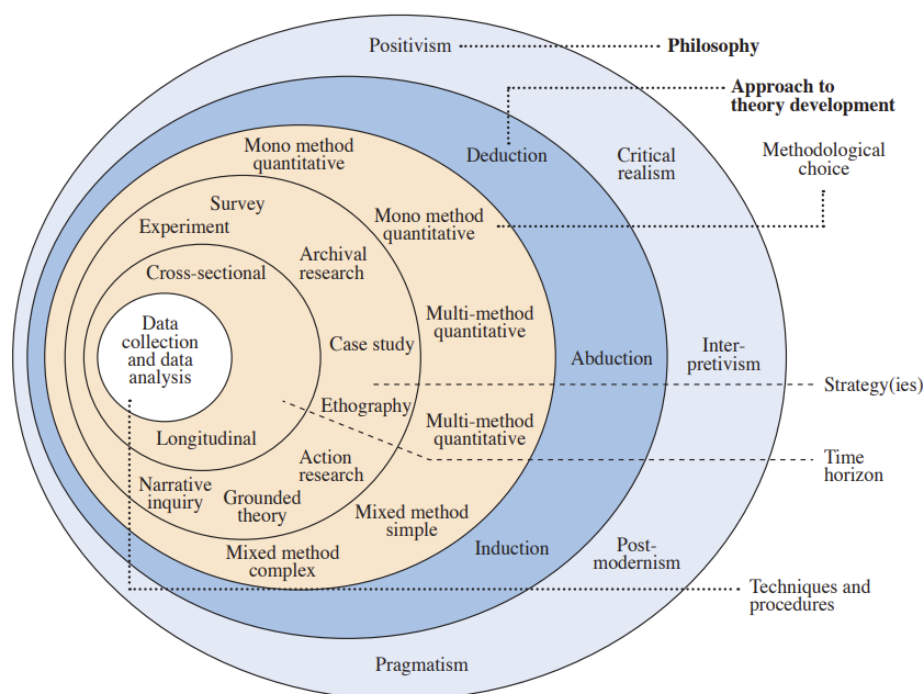 Positivism
Philosophy
Approach to
theory development
Mono method
quantitative
Deduction
Critical
realism
Methodological
choice
Survey
Experiment
Mono method
quantitative
Archival
research
Cross-sectional
Data
collection
and data
analysis
Multi-method
quantitative
Case study
Abduction
Inter-
pretivism
Strategy(ies)
Ethography
Multi-method
quantitative
Longitudinal
Action
research
Time
horizon
Narrative
inquiry
Grounded
theory
Mixed method
simple
Mixed method
complex
Induction
Post-
modernism
Techniques and
procedures
Pragmatism